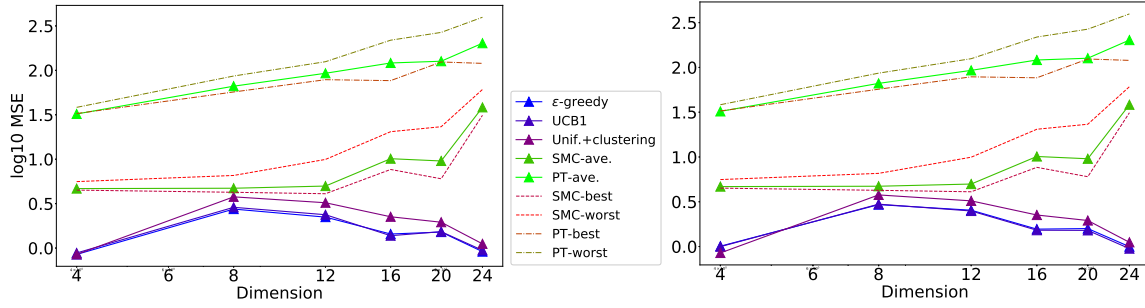 log10 MSE
2.5
2.0
1.5
1.0
0.5
0.0
4
6
8
12
16
20
24
Dimension
ε-greedy
UCB1
Unif.+clustering
SMC-ave.
PT-ave.
SMC-best
SMC-worst
PT-best
PT-worst
2.5
2.0
1.5
1.0
0.5
0.0
4
6
8
12
16
20
24
Dimension